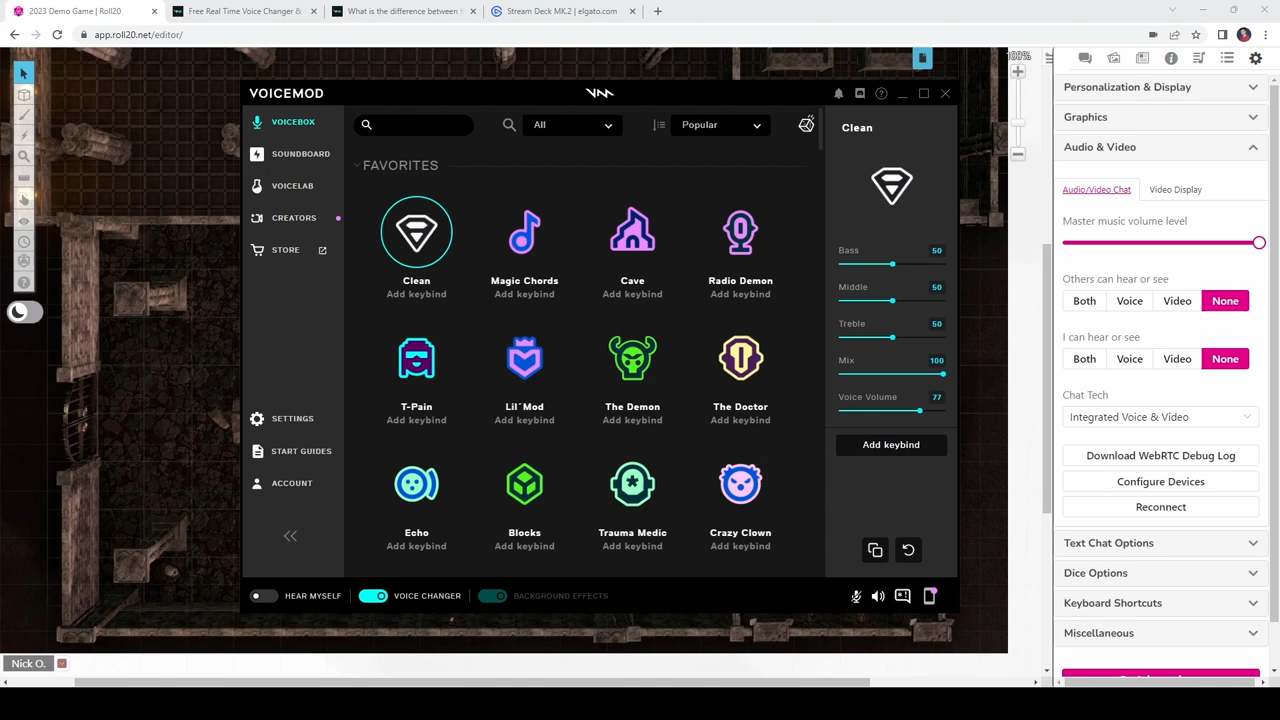 2023 Demo Game | Roll20
Free Real Time Voice Changer &
What is the difference between
Stream Deck MK.2 | elgato.com
app.roll20.net/editor/
100%
VOICEMOD
VOICEBOX
SOUNDBOARD
VOICELAB
CREATORS
STORE
SETTINGS
START GUIDES
ACCOUNT
All
Popular
FAVORITES
Clean
Add keybind
Magic Chords
Add keybind
Cave
Add keybind
Radio Demon
Add keybind
T-Pain
Add keybind
Lil´Mod
Add keybind
The Demon
Add keybind
The Doctor
Add keybind
Echo
Add keybind
Blocks
Add keybind
Trauma Medic
Add keybind
Crazy Clown
Add keybind
Clean
Bass 50
Middle 50
Treble 50
Mix 100
Voice Volume 77
Add keybind
HEAR MYSELF
VOICE CHANGER
BACKGROUND EFFECTS
Personalization & Display
Graphics
Audio & Video
Audio/Video Chat
Video Display
Master music volume level
Others can hear or see
Both Voice Video None
I can hear or see
Both Voice Video None
Chat Tech
Integrated Voice & Video
Download WebRTC Debug Log
Configure Devices
Reconnect
Text Chat Options
Dice Options
Keyboard Shortcuts
Miscellaneous
Nick O.